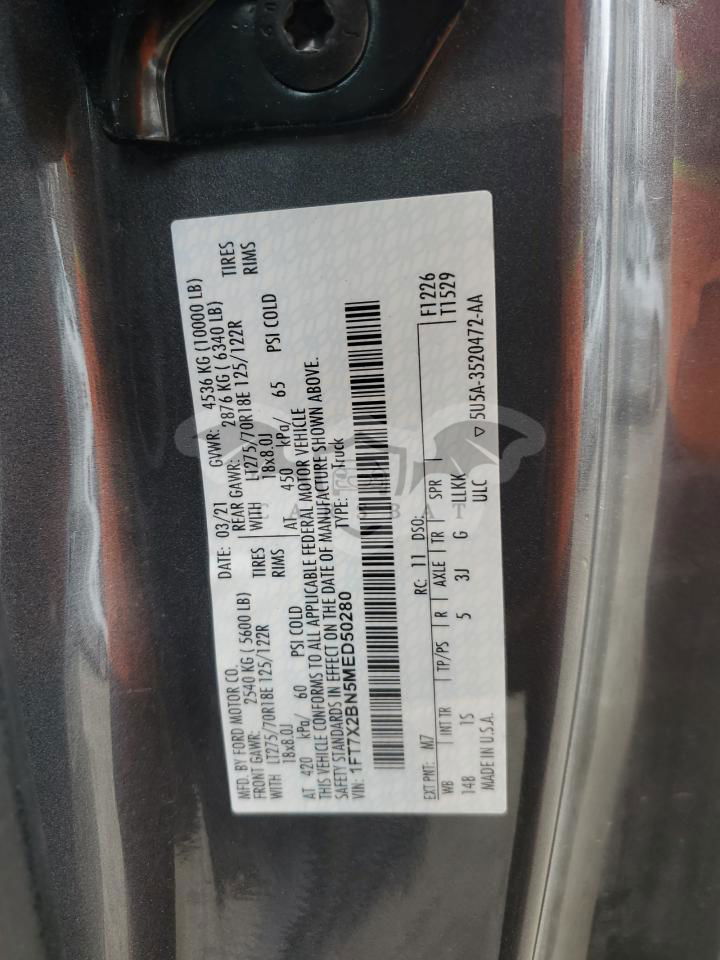 MFD. BY FORD MOTOR CO.
DATE: 03/21 GVWR: 4536 KG (10000 LB)
FRONT GAWR: 2540 KG ( 5600 LB)
REAR GAWR: 2876 KG ( 6340 LB)
WITH LT275/70R18E 125/122R TIRES
WITH LT275/70R18E 125/122R TIRES
18x8.0J RIMS
18x8.0J RIMS
AT 420 kPa/ 60 PSI COLD
AT 450 kPa/ 65 PSI COLD
THIS VEHICLE CONFORMS TO ALL APPLICABLE FEDERAL MOTOR VEHICLE
SAFETY STANDARDS IN EFFECT ON THE DATE OF MANUFACTURE SHOWN ABOVE.
VIN: 1FT7X2BN5MED50280 TYPE: Truck
F1226
T1529
EXT PNT: M7 RC: 11 DSO:
WB INT TR TP/PS R AXLE TR SPR
148 1S 5 3J G LLKK
ULC
MADE IN U.S.A. ▽ 5U5A-3520472-AA
CARSBAT